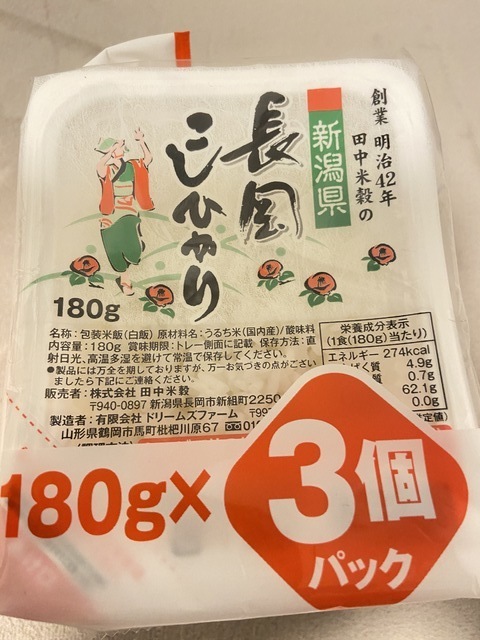 創業 明治42年
田中米穀の
新潟県
長岡
こしひかり
180g
名称:包装米飯(白飯) 原材料名:うるち米(国内産)/酸味料
内容量:180g 賞味期限:トレー側面に記載 保存方法:直
射日光、高温多湿を避けて常温で保存してください。
●製品には万全を期しておりますが、万一お気づきの点がござい
ましたら下記にご連絡ください。
販売者:株式会社 田中米穀
〒940-0897 新潟県長岡市新組町2250
製造者:有限会社 ドリームズファーム 〒997
山形県鶴岡市馬町枇杷川原67
栄養成分表示
(1食(180g)当たり)
エネルギー 274kcal
4.9g
0.7g
62.1g
0.0g
180g×
3個
パック